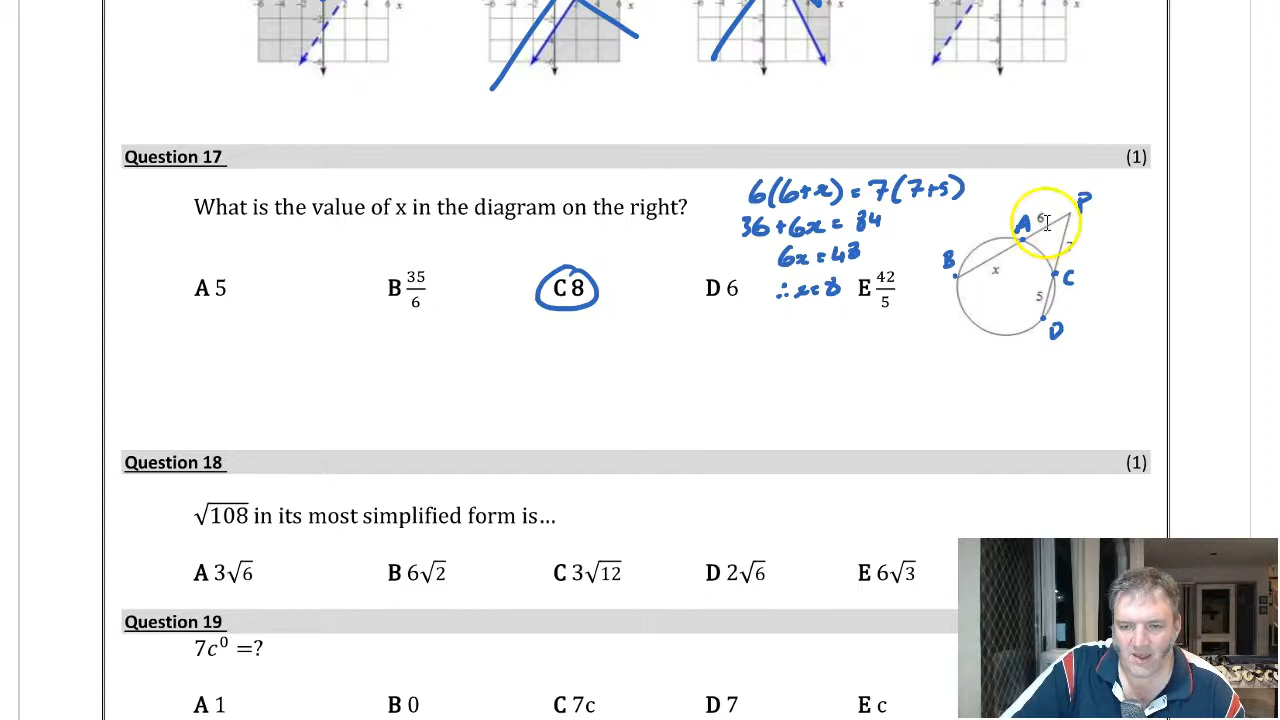 Question 17 (1)
What is the value of x in the diagram on the right?
6(6+x) = 7(7+5)
36 + 6x = 84
6x = 48
∴ x = 8
A 5 B 35/6 C 8 D 6 E 42/5
P
6
A
7
B
x
C
5
D
Question 18 (1)
√108 in its most simplified form is…
A 3√6 B 6√2 C 3√12 D 2√6 E 6√3
Question 19
7c⁰ =?
A 1 B 0 C 7c D 7 E c